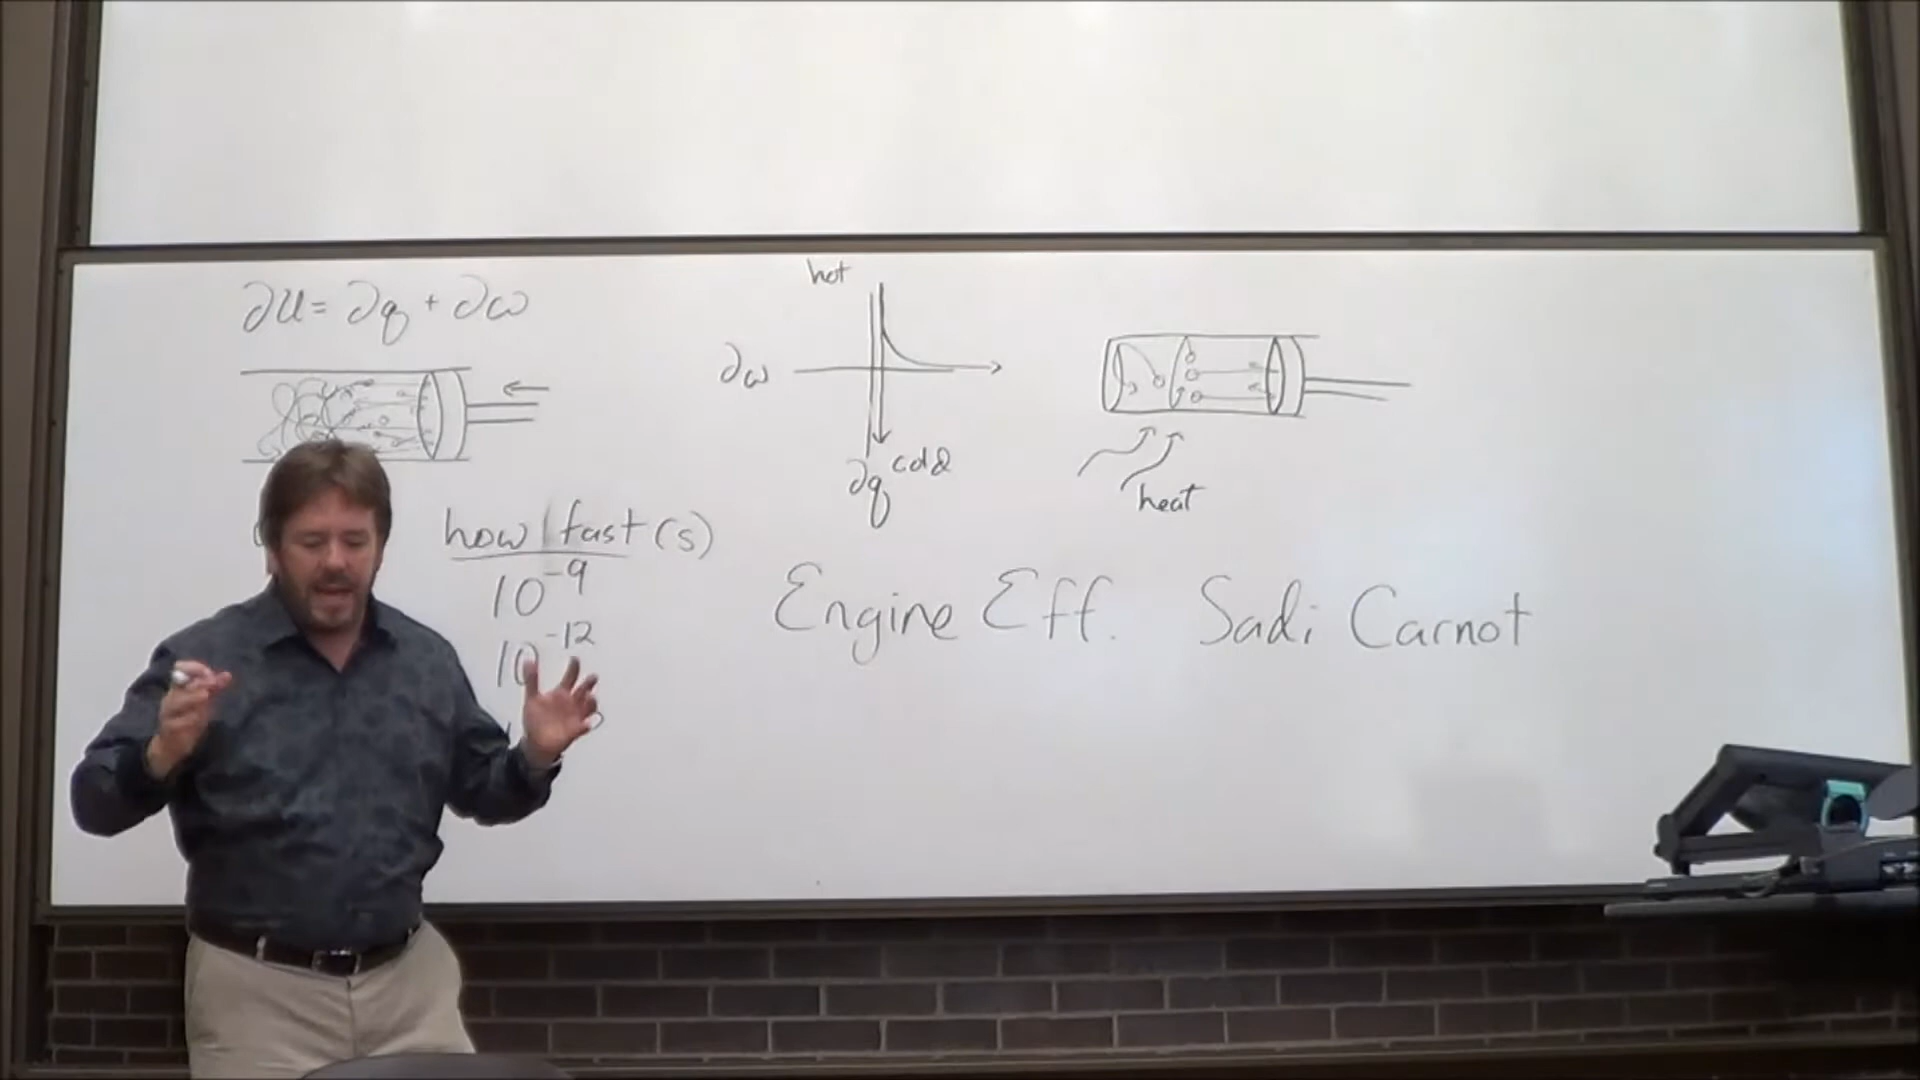 ∂U = ∂q + ∂w
how fast (s)
10⁻⁹
10⁻¹²
hot
∂w
∂q cold
heat
Engine Eff. Sadi Carnot